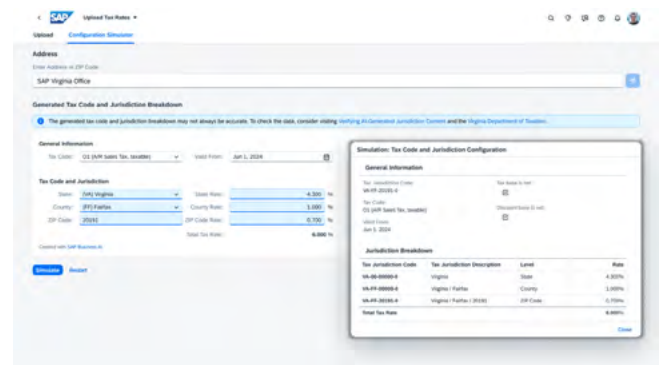 SAP Upload Tax Rates
Upload Configuration Simulator
Address
Enter Address or ZIP Code:
SAP Virginia Office
Generated Tax Code and Jurisdiction Breakdown
The generated tax code and jurisdiction breakdown may not always be accurate. To check the data, consider visiting Verifying AI-Generated Jurisdiction Content and the Virginia Department of Taxation.
General Information
Tax Code: O1 (A/R Sales Tax, taxable) Valid From: Jun 1, 2024
Tax Code and Jurisdiction
State: (VA) Virginia State Rate: 4.300 %
County: (FF) Fairfax County Rate: 1.000 %
ZIP Code: 20191 ZIP Code Rate: 0.700 %
Total Tax Rate: 6.000 %
Created with SAP Business AI
Simulate Restart
Simulation: Tax Code and Jurisdiction Configuration
General Information
Tax Jurisdiction Code:
VA-FF-20191-0
Tax base is net:
Tax Code:
O1 (A/R Sales Tax, taxable)
Discount base is net:
Valid From:
Jun 1, 2024
Jurisdiction Breakdown
Tax Jurisdiction Code Tax Jurisdiction Description Level Rate
VA-00-00000-0 Virginia State 4.300%
VA-FF-00000-0 Virginia / Fairfax County 1.000%
VA-FF-20191-0 Virginia / Fairfax / 20191 ZIP Code 0.700%
Total Tax Rate 6.000%
Close